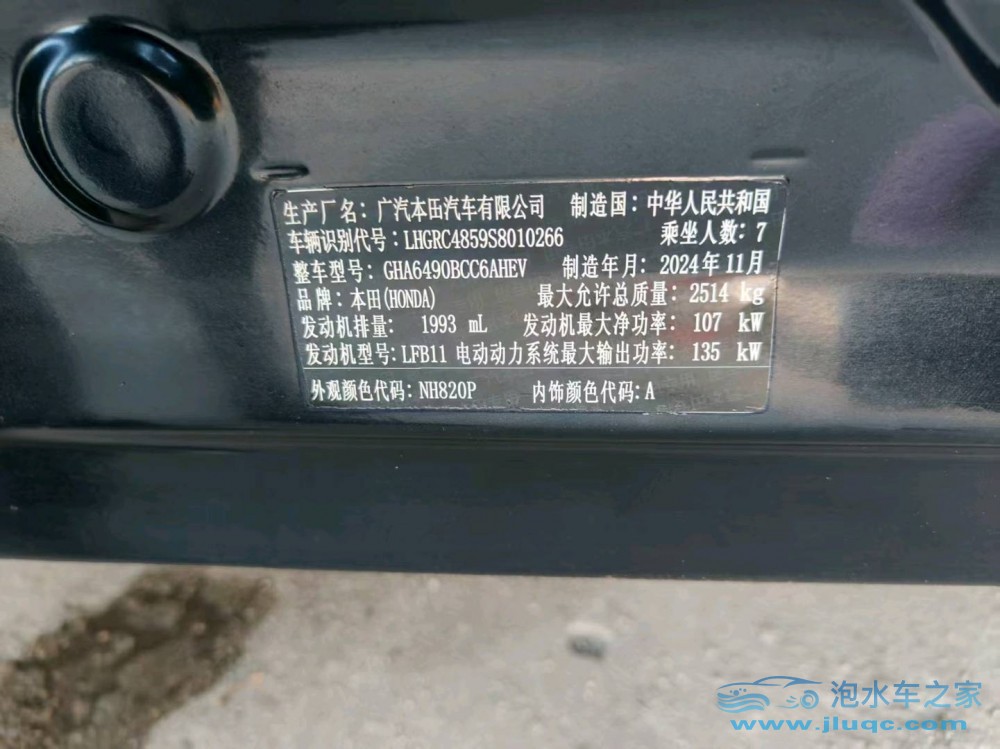 生产厂名：广汽本田汽车有限公司 制造国：中华人民共和国
车辆识别代号：LHGRC4859S8010266 乘坐人数：7
整车型号：GHA6490BCC6AHEV 制造年月：2024年11月
品牌：本田(HONDA) 最大允许总质量：2514 kg
发动机排量： 1993 mL 发动机最大净功率：107 kW
发动机型号：LFB11 电动动力系统最大输出功率：135 kW
外观颜色代码：NH820P 内饰颜色代码：A
泡水车之家
www.jluqc.com